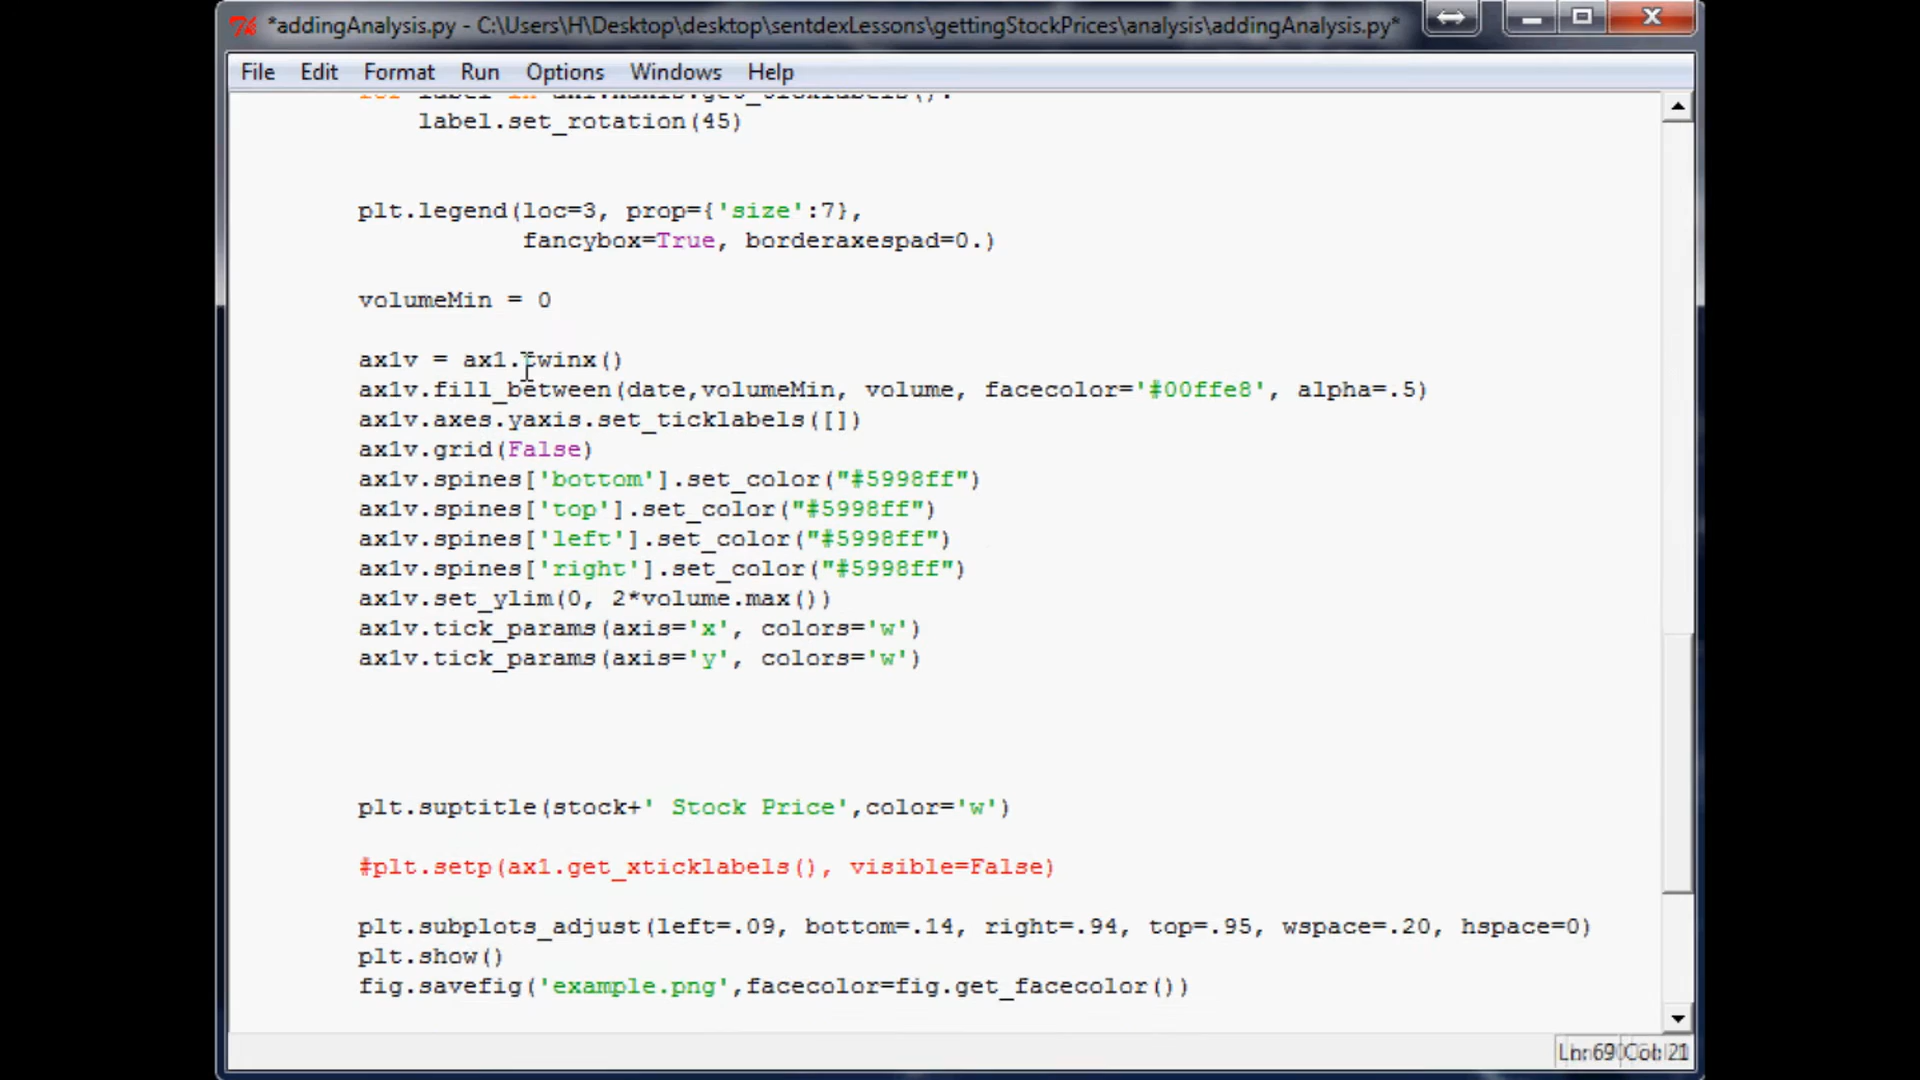 *addingAnalysis.py - C:\Users\H\Desktop\desktop\sentdexLessons\gettingStockPrices\analysis\addingAnalysis.py*
File Edit Format Run Options Windows Help
label.set_rotation(45)
plt.legend(loc=3, prop={'size':7},
fancybox=True, borderaxespad=0.)
volumeMin = 0
ax1v = ax1.twinx()
ax1v.fill_between(date,volumeMin, volume, facecolor='#00ffe8', alpha=.5)
ax1v.axes.yaxis.set_ticklabels([])
ax1v.grid(False)
ax1v.spines['bottom'].set_color("#5998ff")
ax1v.spines['top'].set_color("#5998ff")
ax1v.spines['left'].set_color("#5998ff")
ax1v.spines['right'].set_color("#5998ff")
ax1v.set_ylim(0, 2*volume.max())
ax1v.tick_params(axis='x', colors='w')
ax1v.tick_params(axis='y', colors='w')
plt.suptitle(stock+' Stock Price',color='w')
#plt.setp(ax1.get_xticklabels(), visible=False)
plt.subplots_adjust(left=.09, bottom=.14, right=.94, top=.95, wspace=.20, hspace=0)
plt.show()
fig.savefig('example.png',facecolor=fig.get_facecolor())
Ln: 69 Col: 21